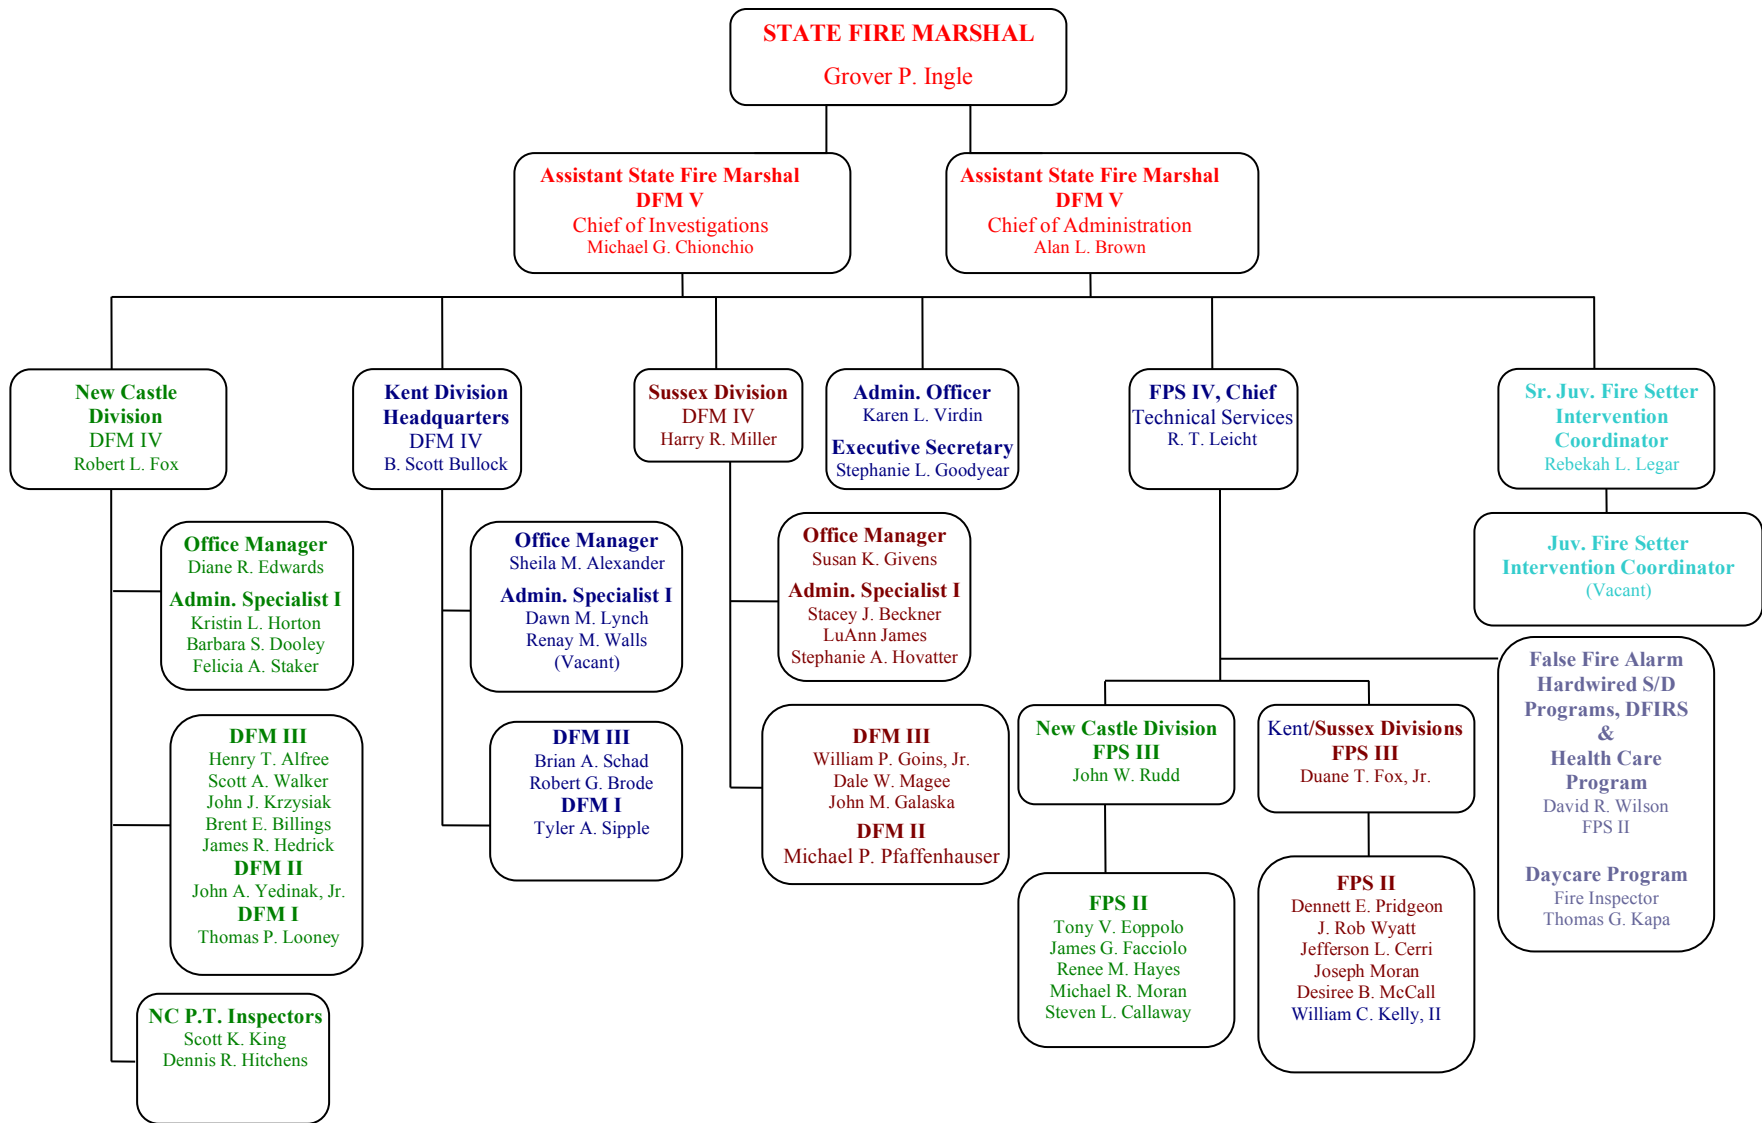 STATE FIRE MARSHAL
Grover P. Ingle
Assistant State Fire Marshal
DFM V
Chief of Investigations
Michael G. Chionchio
Assistant State Fire Marshal
DFM V
Chief of Administration
Alan L. Brown
New Castle
Division
DFM IV
Robert L. Fox
Kent Division
Headquarters
DFM IV
B. Scott Bullock
Sussex Division
DFM IV
Harry R. Miller
Admin. Officer
Karen L. Virdin
Executive Secretary
Stephanie L. Goodyear
FPS IV, Chief
Technical Services
R. T. Leicht
Sr. Juv. Fire Setter
Intervention
Coordinator
Rebekah L. Legar
Office Manager
Diane R. Edwards
Admin. Specialist I
Kristin L. Horton
Barbara S. Dooley
Felicia A. Staker
Office Manager
Sheila M. Alexander
Admin. Specialist I
Dawn M. Lynch
Renay M. Walls
(Vacant)
Office Manager
Susan K. Givens
Admin. Specialist I
Stacey J. Beckner
LuAnn James
Stephanie A. Hovatter
Juv. Fire Setter
Intervention Coordinator
(Vacant)
False Fire Alarm
Hardwired S/D
Programs, DFIRS
&
Health Care
Program
David R. Wilson
FPS II
Daycare Program
Fire Inspector
Thomas G. Kapa
DFM III
Henry T. Alfree
Scott A. Walker
John J. Krzysiak
Brent E. Billings
James R. Hedrick
DFM II
John A. Yedinak, Jr.
DFM I
Thomas P. Looney
DFM III
Brian A. Schad
Robert G. Brode
DFM I
Tyler A. Sipple
DFM III
William P. Goins, Jr.
Dale W. Magee
John M. Galaska
DFM II
Michael P. Pfaffenhauser
New Castle Division
FPS III
John W. Rudd
Kent/Sussex Divisions
FPS III
Duane T. Fox, Jr.
FPS II
Tony V. Eoppolo
James G. Facciolo
Renee M. Hayes
Michael R. Moran
Steven L. Callaway
FPS II
Dennett E. Pridgeon
J. Rob Wyatt
Jefferson L. Cerri
Joseph Moran
Desiree B. McCall
William C. Kelly, II
NC P.T. Inspectors
Scott K. King
Dennis R. Hitchens